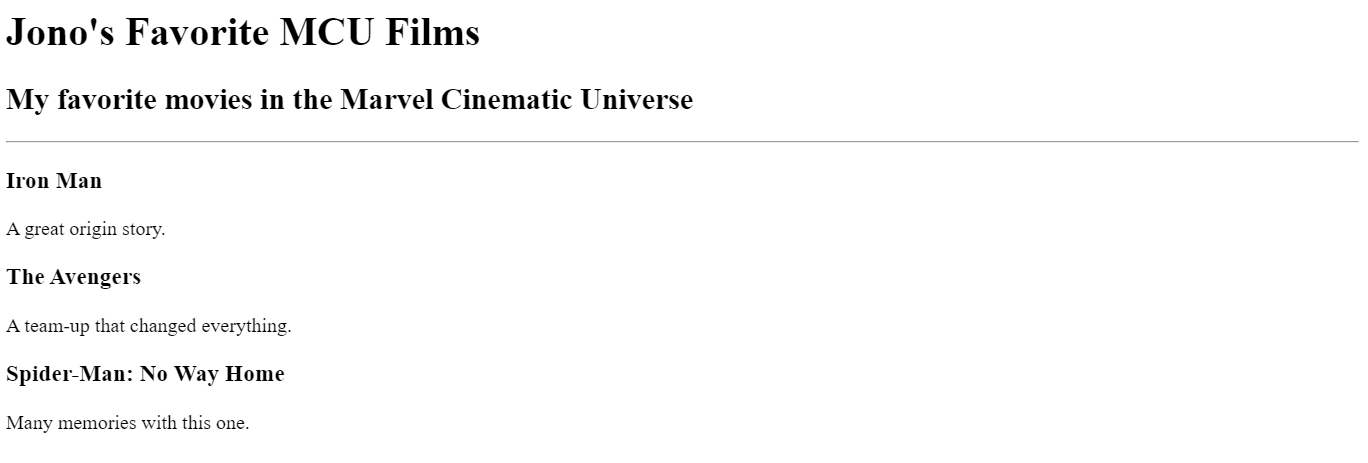 Jono's Favorite MCU Films
My favorite movies in the Marvel Cinematic Universe
Iron Man
A great origin story.
The Avengers
A team-up that changed everything.
Spider-Man: No Way Home
Many memories with this one.